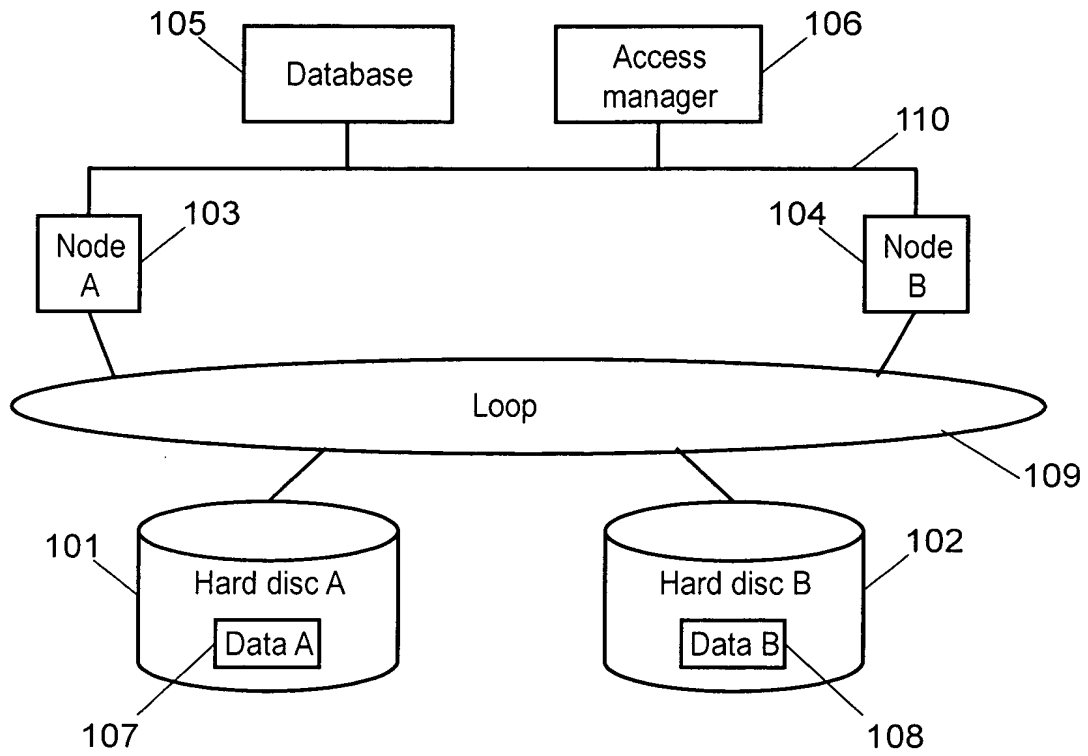 105
Database
106
Access
manager
110
103
Node
A
104
Node
B
Loop
109
101
Hard disc A
Data A
107
102
Hard disc B
Data B
108